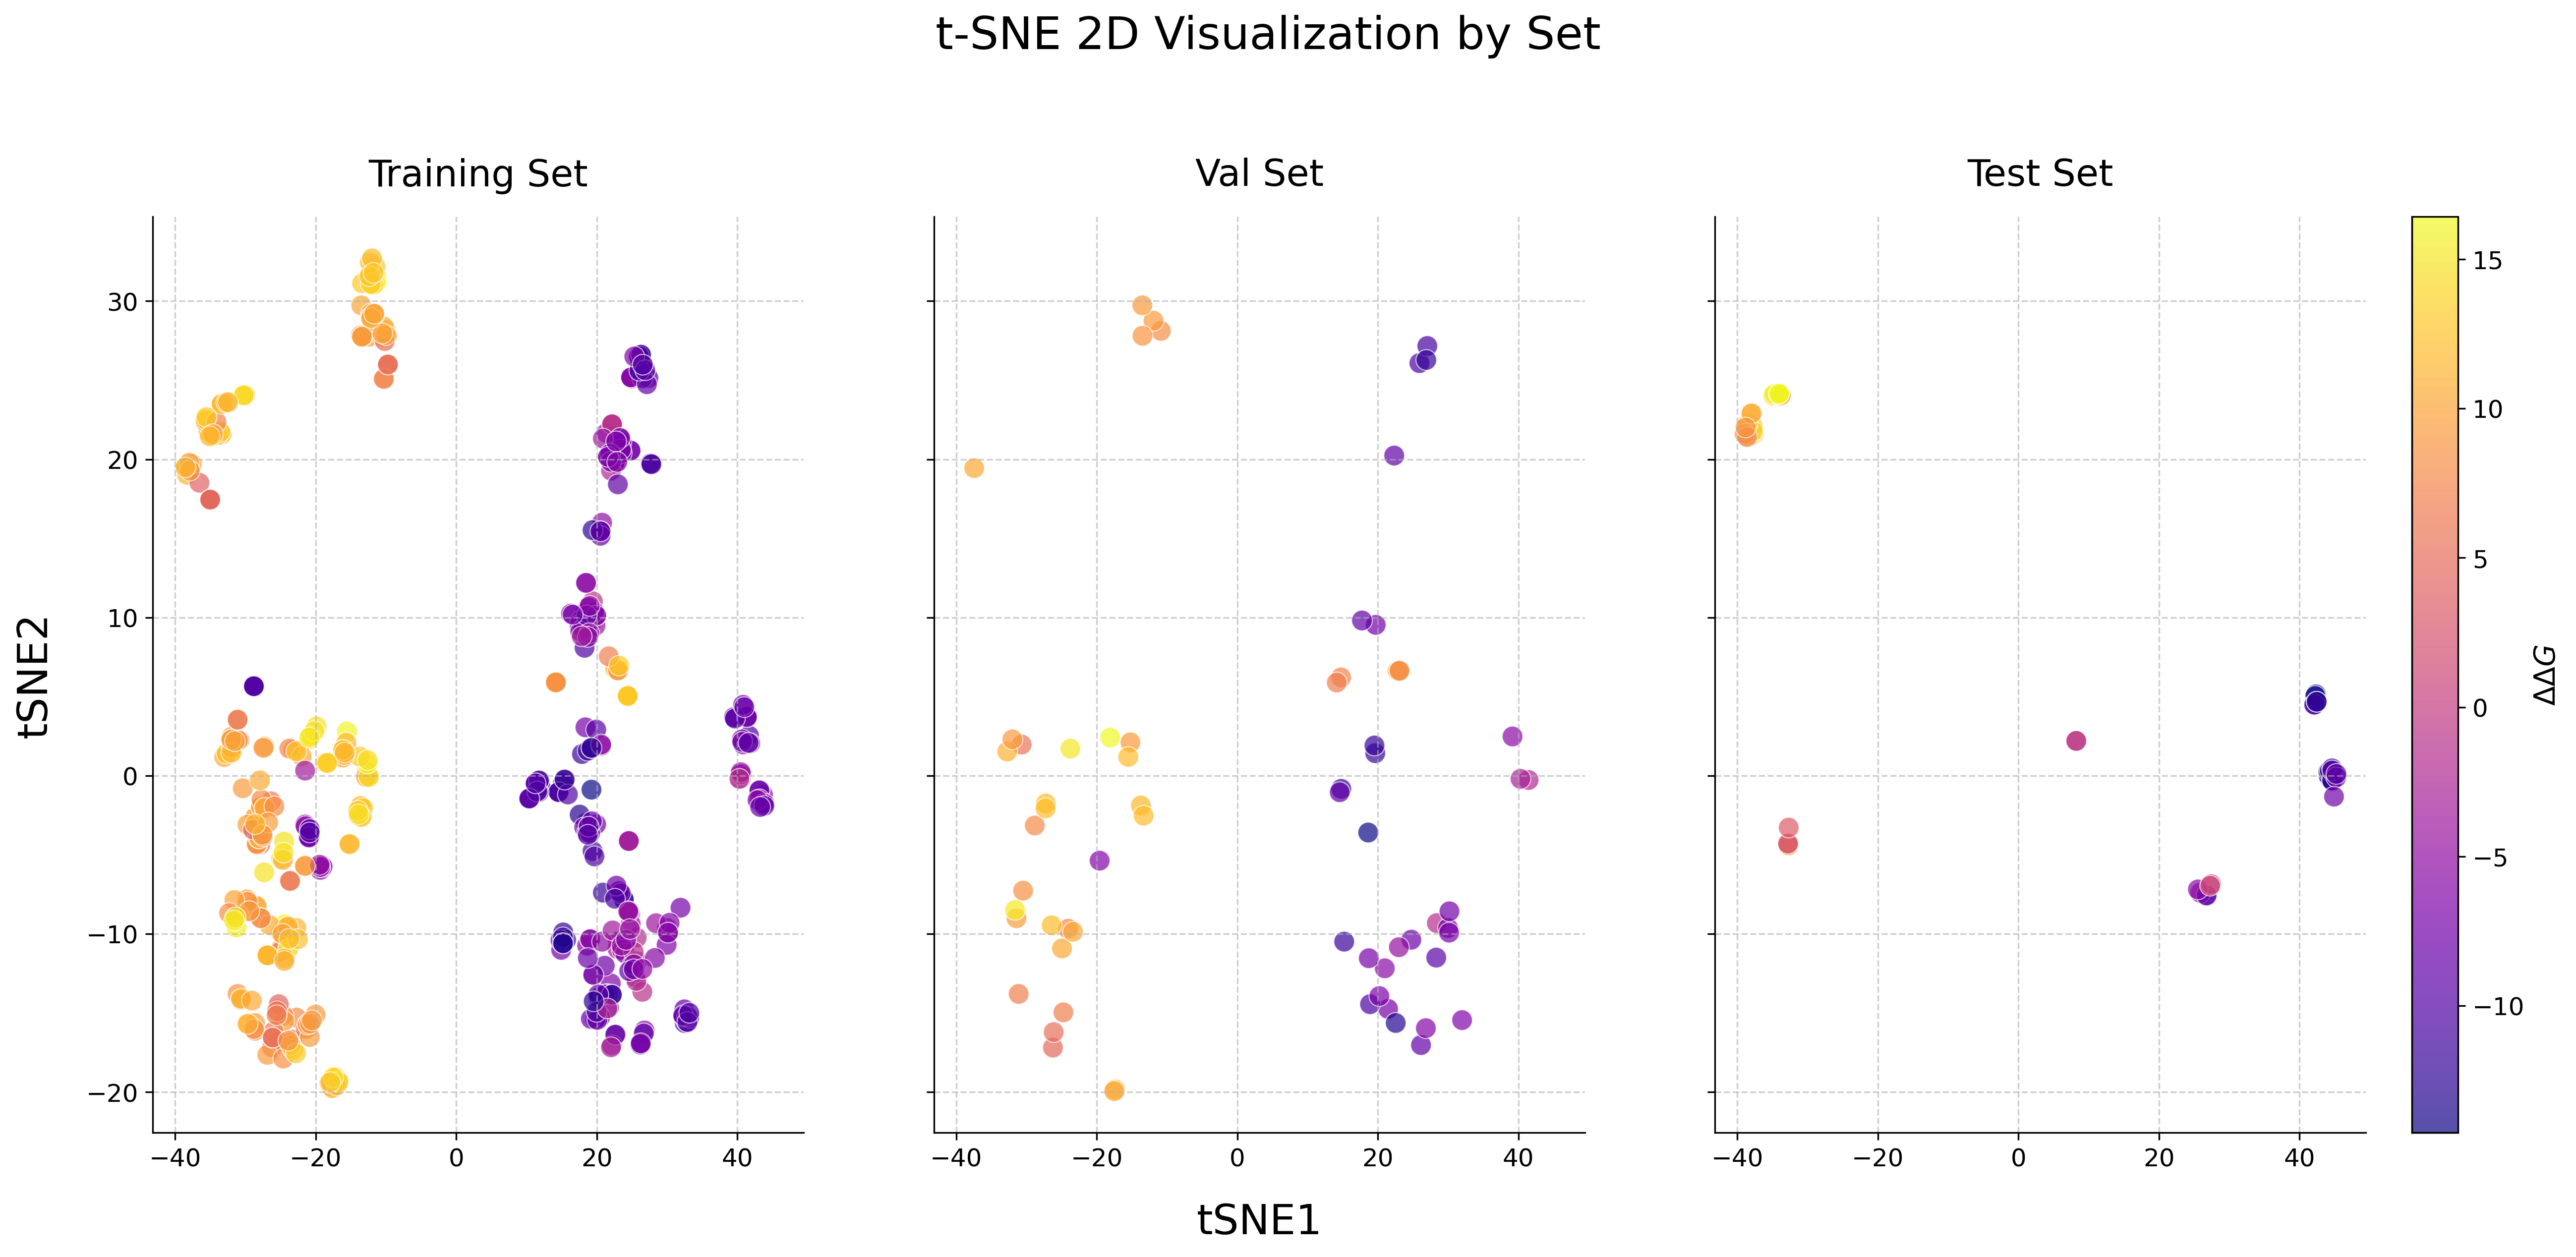 t-SNE 2D Visualization by Set
Training Set
Val Set
Test Set
tSNE2
30
20
10
0
−10
−20
−40 −20 0 20 40
−40 −20 0 20 40
−40 −20 0 20 40
tSNE1
15
10
5
0
−5
−10
ΔΔG